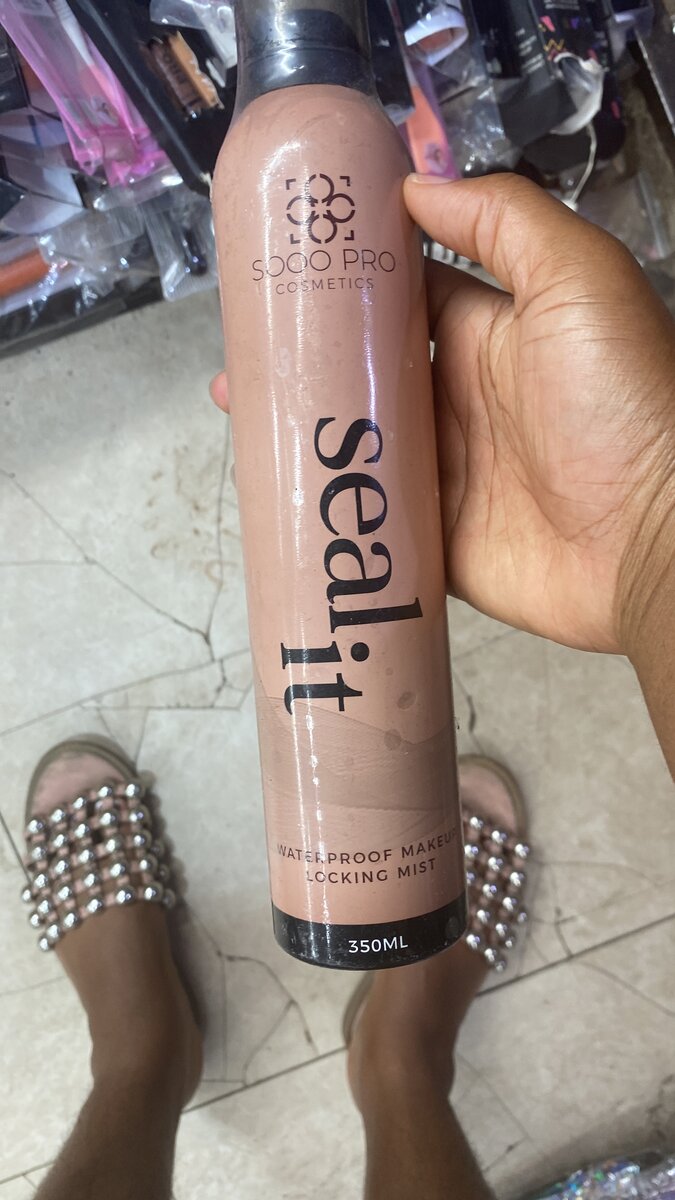 SOOO PRO
COSMETICS
seal
it
WATERPROOF MAKEUP
LOCKING MIST
350ML